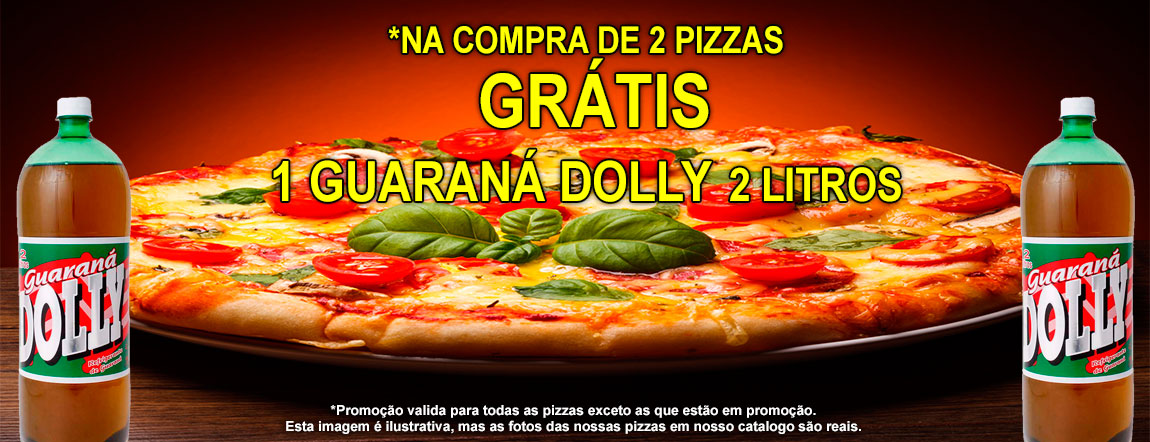 *NA COMPRA DE 2 PIZZAS
GRÁTIS
1 GUARANÁ DOLLY 2 LITROS
2
Guaraná
DOLLY
Refrigerante
de Guaraná
2
Guaraná
DOLLY
Refrigerante
de Guaraná
*Promoção valida para todas as pizzas exceto as que estão em promoção.
Esta imagem é ilustrativa, mas as fotos das nossas pizzas em nosso catalogo são reais.